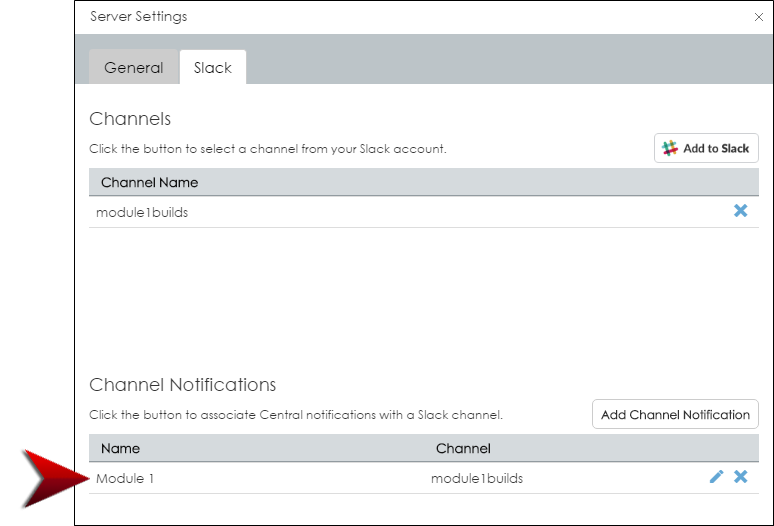 Server Settings
General Slack
Channels
Click the button to select a channel from your Slack account.
Add to Slack
Channel Name
module1builds
Channel Notifications
Click the button to associate Central notifications with a Slack channel.
Add Channel Notification
Name Channel
Module 1 module1builds